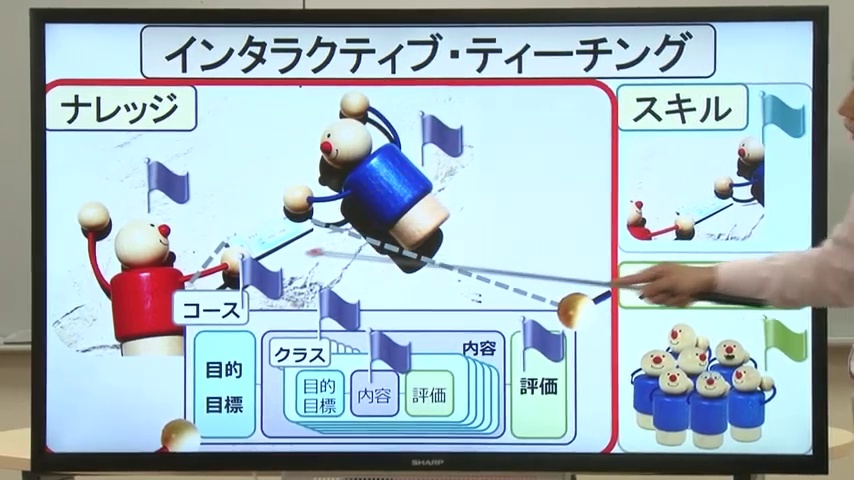 インタラクティブ・ティーチング
ナレッジ
スキル
コース
目的
目標
クラス
内容
目的
目標
内容
評価
評価
SHARP